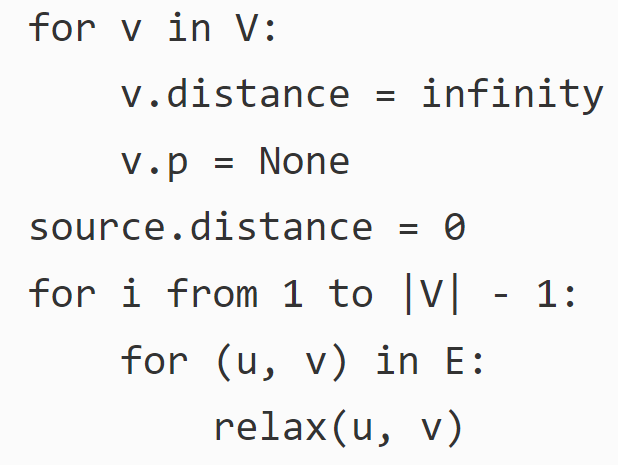 for v in V:
    v.distance = infinity
    v.p = None
source.distance = 0
for i from 1 to |V| - 1:
    for (u, v) in E:
        relax(u, v)